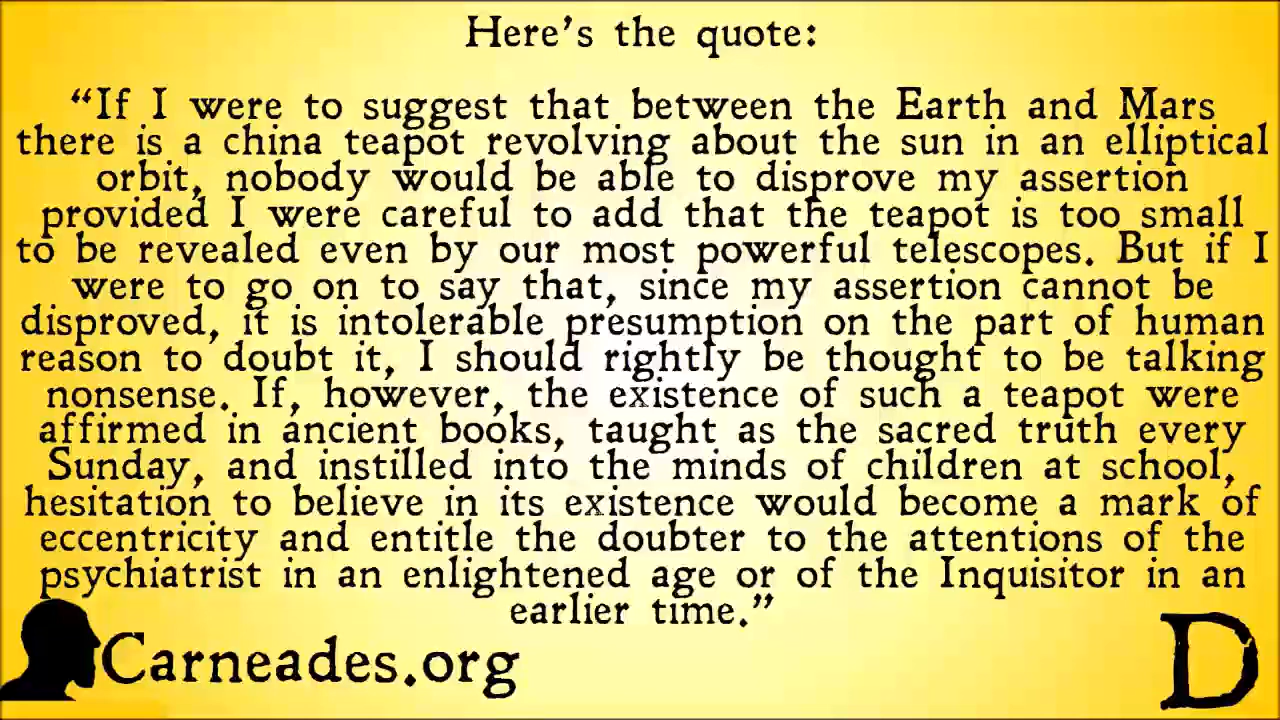 Here's the quote:
“If I were to suggest that between the Earth and Mars
there is a china teapot revolving about the sun in an elliptical
orbit, nobody would be able to disprove my assertion
provided I were careful to add that the teapot is too small
to be revealed even by our most powerful telescopes. But if I
were to go on to say that, since my assertion cannot be
disproved, it is intolerable presumption on the part of human
reason to doubt it, I should rightly be thought to be talking
nonsense. If, however, the existence of such a teapot were
affirmed in ancient books, taught as the sacred truth every
Sunday, and instilled into the minds of children at school,
hesitation to believe in its existence would become a mark of
eccentricity and entitle the doubter to the attentions of the
psychiatrist in an enlightened age or of the Inquisitor in an
earlier time.”
Carneades.org
D